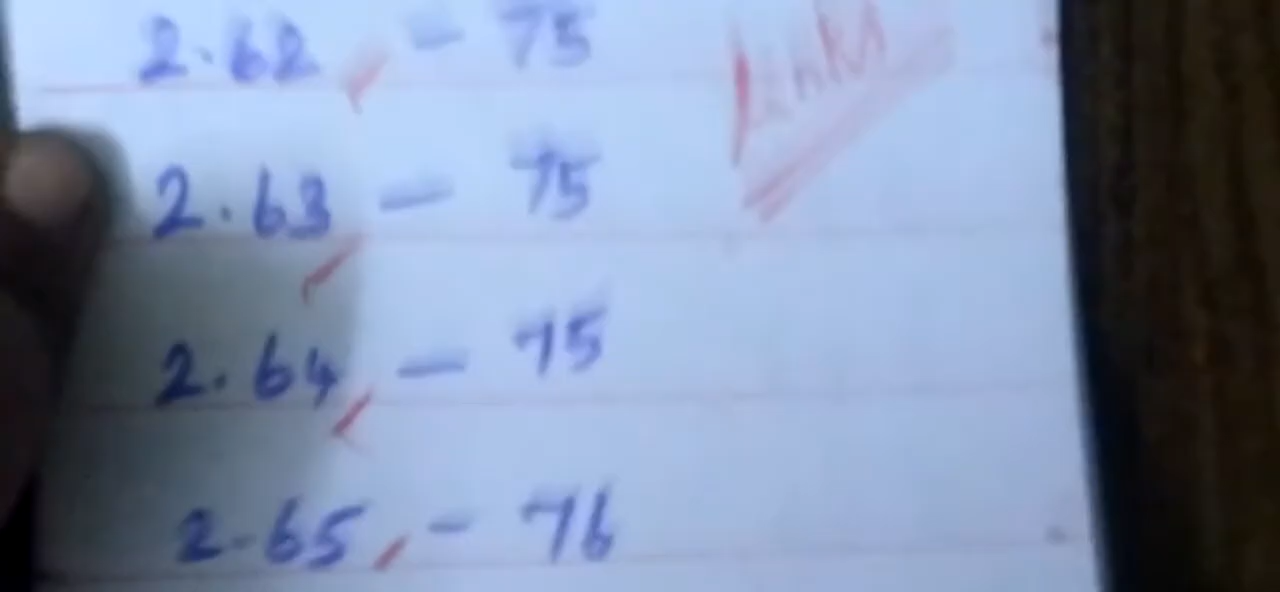 2.62 - 75
2.63 - 75
2.64 - 75
2.65 - 76